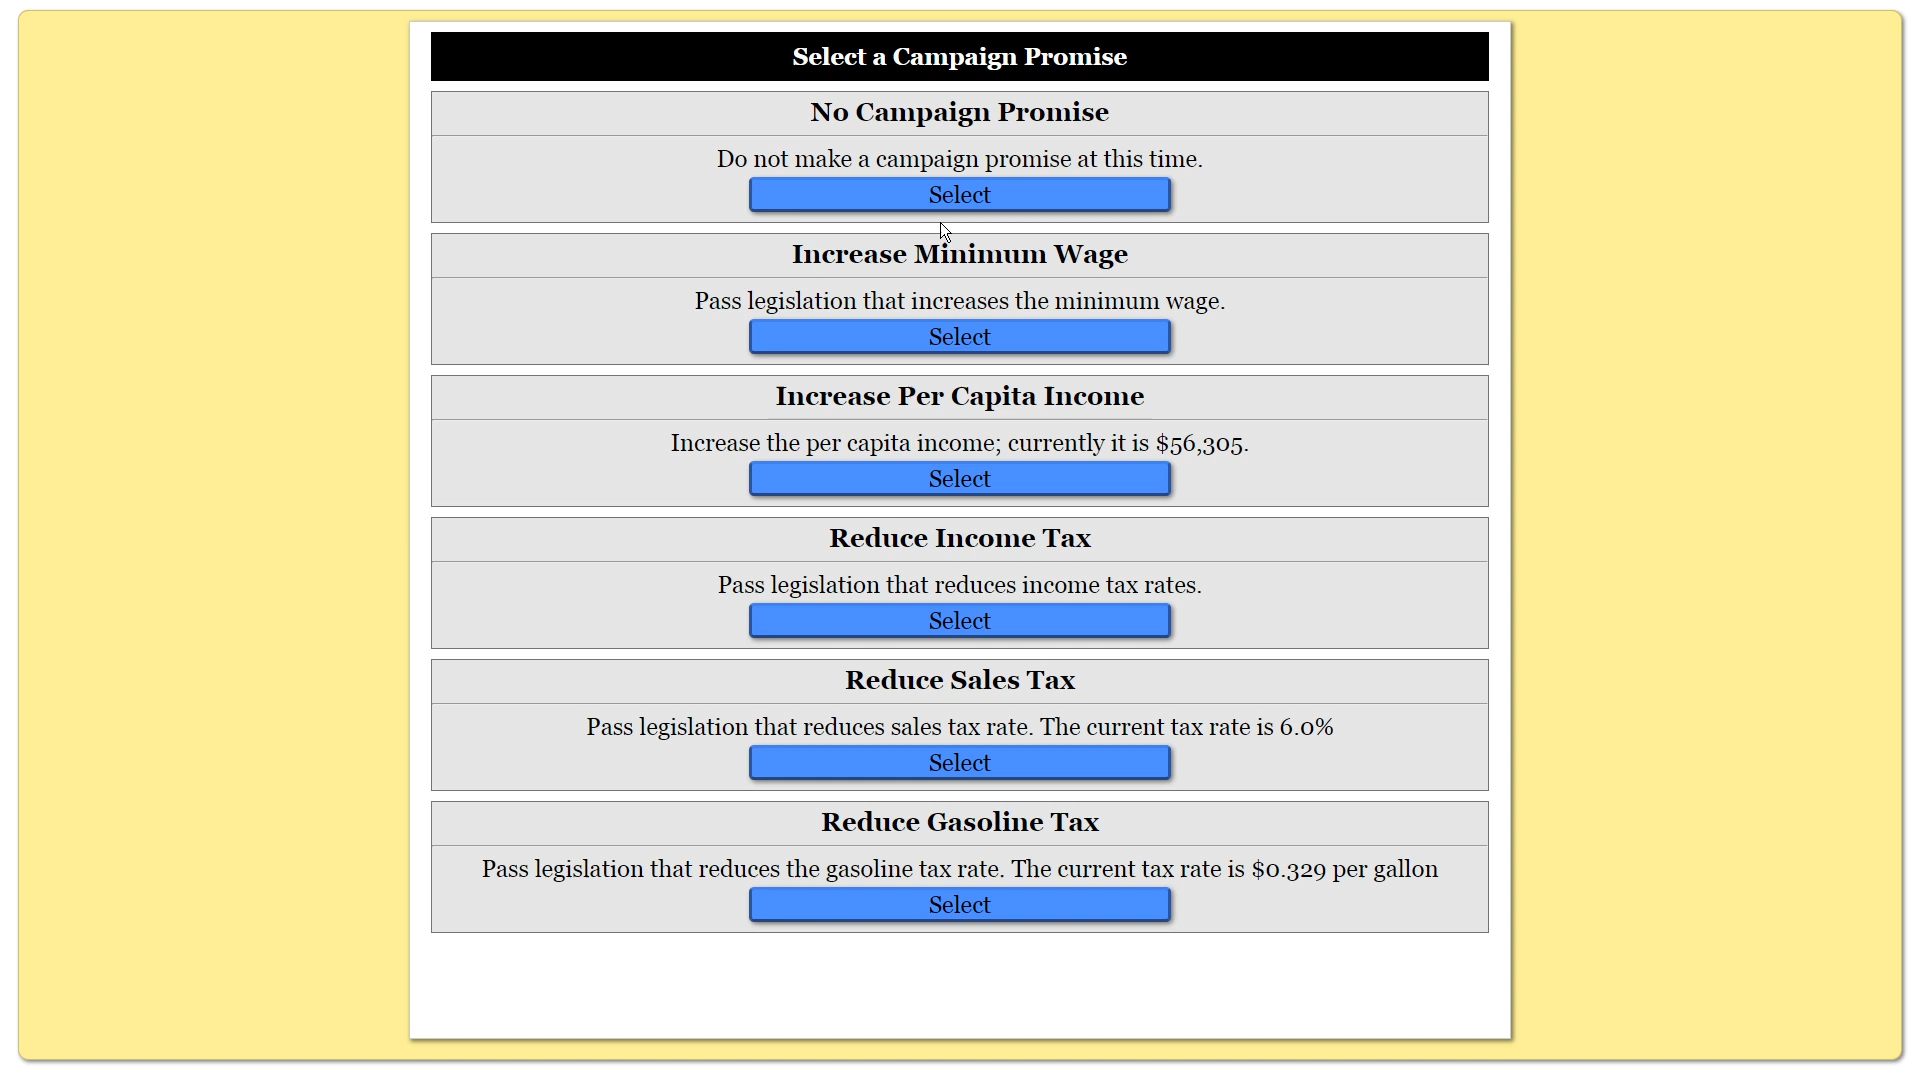 Select a Campaign Promise
No Campaign Promise
Do not make a campaign promise at this time.
Select
Increase Minimum Wage
Pass legislation that increases the minimum wage.
Select
Increase Per Capita Income
Increase the per capita income; currently it is $56,305.
Select
Reduce Income Tax
Pass legislation that reduces income tax rates.
Select
Reduce Sales Tax
Pass legislation that reduces sales tax rate. The current tax rate is 6.0%
Select
Reduce Gasoline Tax
Pass legislation that reduces the gasoline tax rate. The current tax rate is $0.329 per gallon
Select